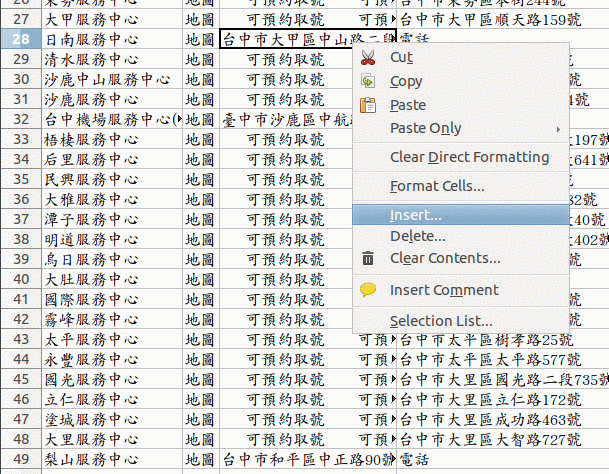 27 大甲服務中心 地圖 可預約取號 可預 台中市大甲區順天路159號
28 日南服務中心 地圖 台中市大甲區中山路二段 電話
29 清水服務中心 地圖 可預約取號
30 沙鹿中山服務中心 地圖 可預約取號
31 沙鹿服務中心 地圖 可預約取號 號
32 台中機場服務中心( 地圖 臺中市沙鹿區中航
33 梧棲服務中心 地圖 可預約取號 197號
34 后里服務中心 地圖 可預約取號 641號
35 民興服務中心 地圖 可預約取號 號
36 大雅服務中心 地圖 可預約取號 32號
37 潭子服務中心 地圖 可預約取號 40號
38 明道服務中心 地圖 可預約取號 402號
39 烏日服務中心 地圖 可預約取號 號
40 大肚服務中心 地圖 可預約取號
41 國際服務中心 地圖 可預約取號 號
42 霧峰服務中心 地圖 可預約取號 號
43 太平服務中心 地圖 可預約取號 可預 台中市太平區樹孝路25號
44 永豐服務中心 地圖 可預約取號 可預 台中市太平區太平路577號
45 國光服務中心 地圖 可預約取號 可預 台中市大里區國光路二段735號
46 立仁服務中心 地圖 可預約取號 可預 台中市大里區立仁路172號
47 塗城服務中心 地圖 可預約取號 可預 台中市大里區成功路463號
48 大里服務中心 地圖 可預約取號 可預 台中市大里區大智路727號
49 梨山服務中心 地圖 台中市和平區中正路90號 電話
Cut
Copy
Paste
Paste Only
Clear Direct Formatting
Format Cells...
Insert...
Delete...
Clear Contents...
Insert Comment
Selection List...